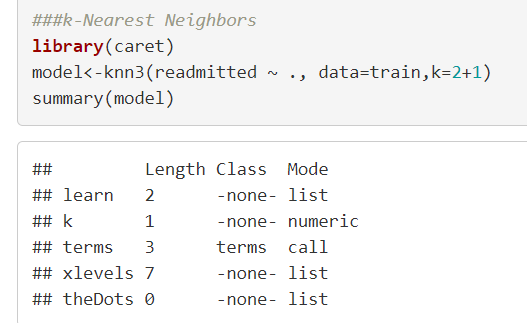 ###k-Nearest Neighbors
library(caret)
model<-knn3(readmitted ~ ., data=train,k=2+1)
summary(model)
##         Length Class  Mode
## learn   2      -none- list
## k       1      -none- numeric
## terms   3      terms  call
## xlevels 7      -none- list
## theDots 0      -none- list